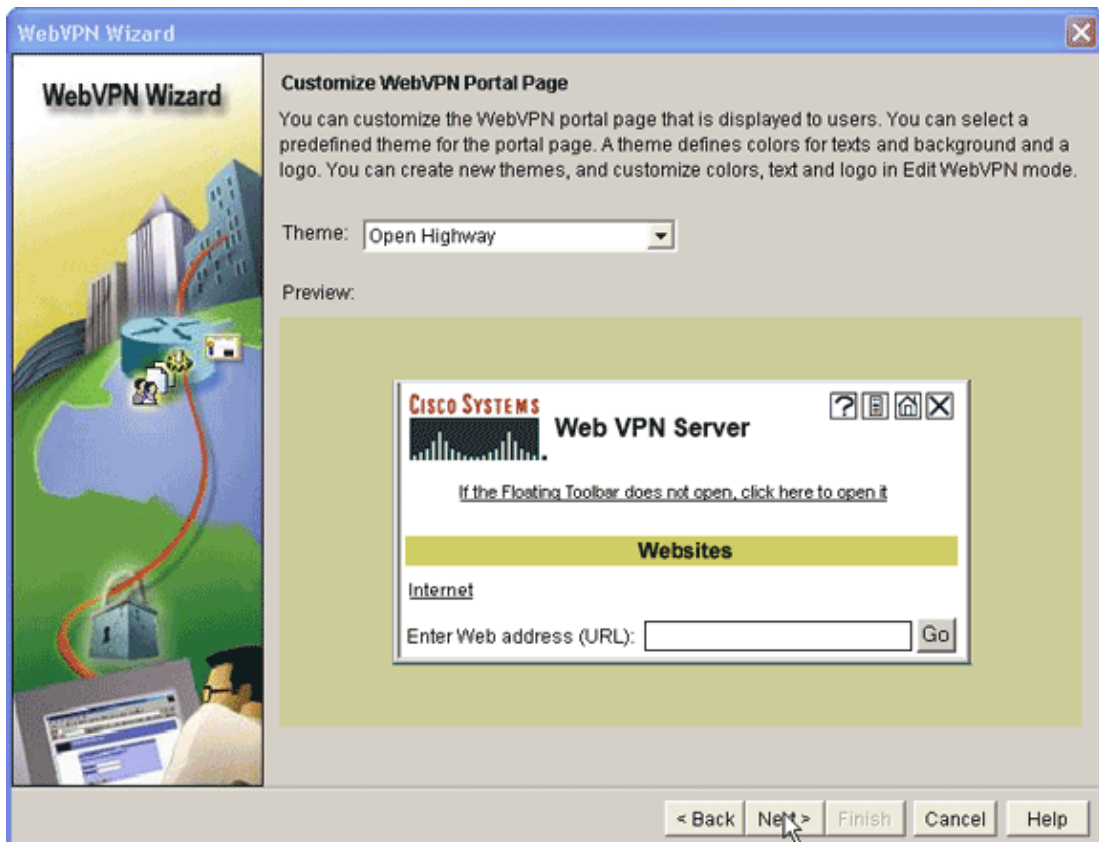 WebVPN Wizard
WebVPN Wizard
Customize WebVPN Portal Page
You can customize the WebVPN portal page that is displayed to users. You can select a
predefined theme for the portal page. A theme defines colors for texts and background and a
logo. You can create new themes, and customize colors, text and logo in Edit WebVPN mode.
Theme: Open Highway
Preview:
CISCO SYSTEMS
Web VPN Server
If the Floating Toolbar does not open, click here to open it
Websites
Internet
Enter Web address (URL): Go
< Back Next > Finish Cancel Help